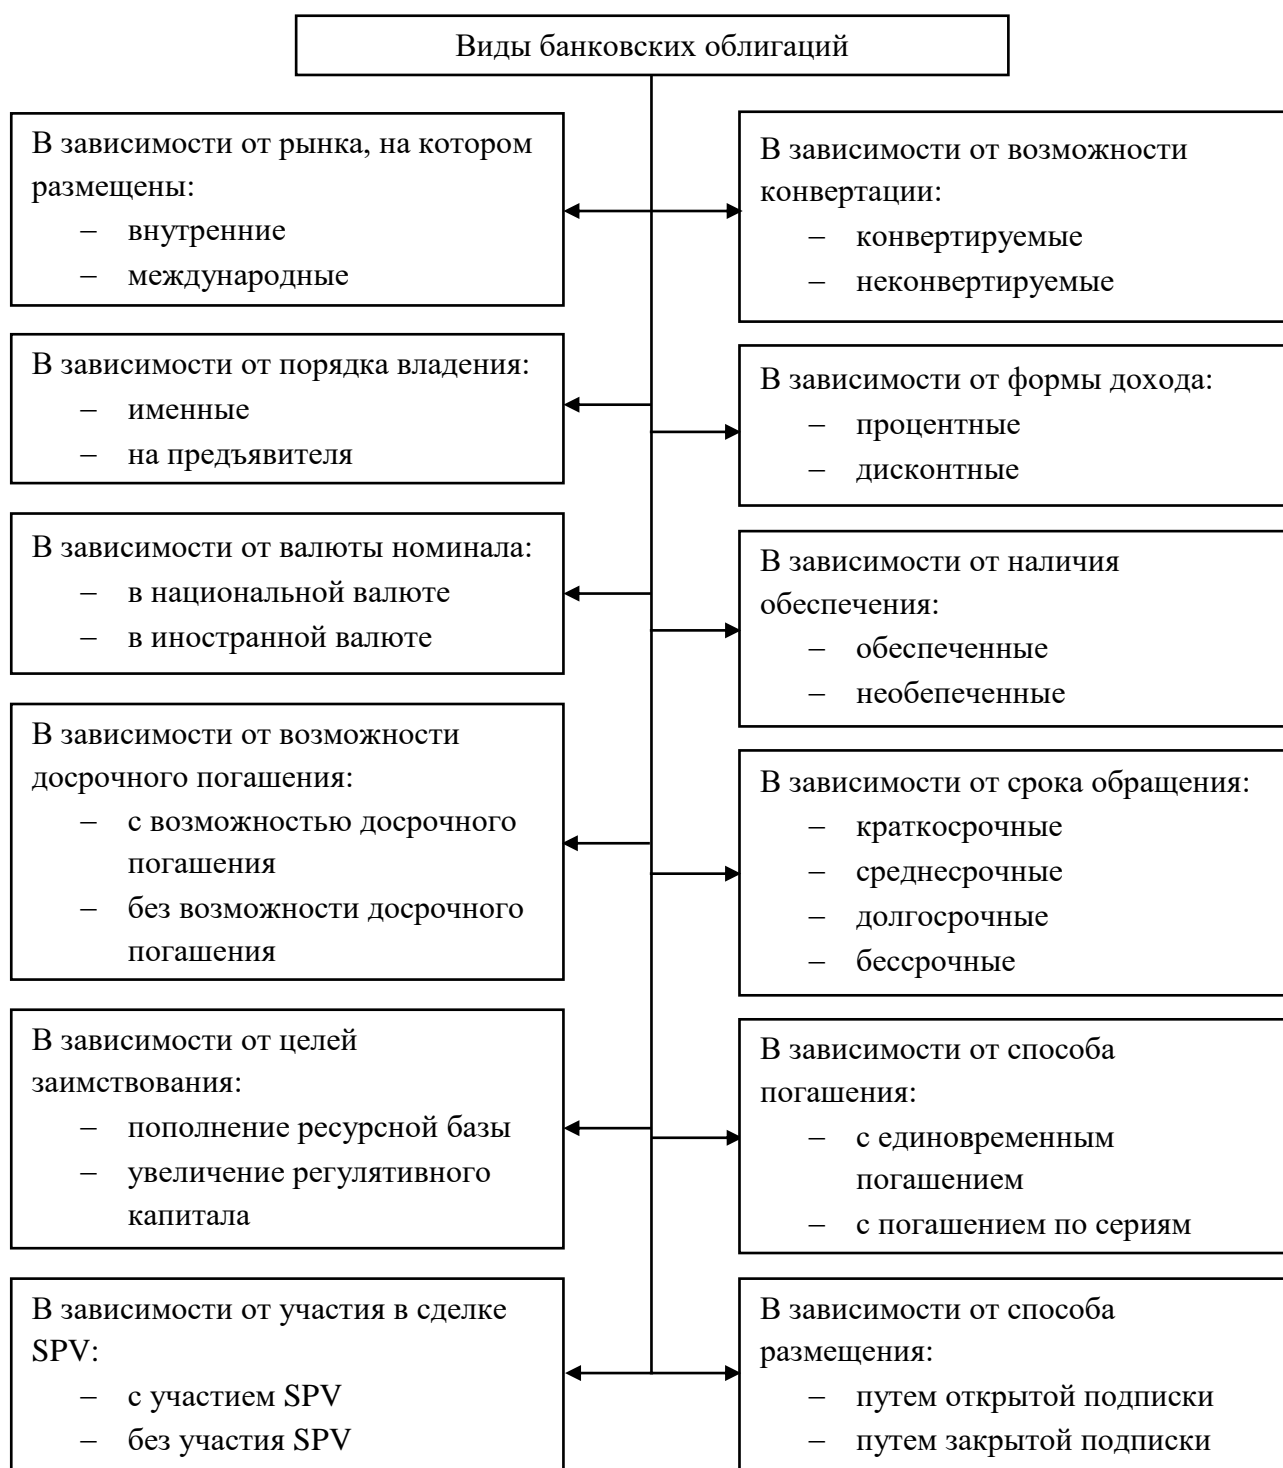 Виды банковских облигаций
В зависимости от рынка, на котором
размещены:
– внутренние
– международные
В зависимости от возможности
конвертации:
– конвертируемые
– неконвертируемые
В зависимости от порядка владения:
– именные
– на предъявителя
В зависимости от формы дохода:
– процентные
– дисконтные
В зависимости от валюты номинала:
– в национальной валюте
– в иностранной валюте
В зависимости от наличия
обеспечения:
– обеспеченные
– необепеченные
В зависимости от возможности
досрочного погашения:
– с возможностью досрочного
погашения
– без возможности досрочного
погашения
В зависимости от срока обращения:
– краткосрочные
– среднесрочные
– долгосрочные
– бессрочные
В зависимости от целей
заимствования:
– пополнение ресурсной базы
– увеличение регулятивного
капитала
В зависимости от способа
погашения:
– с единовременным
погашением
– с погашением по сериям
В зависимости от участия в сделке
SPV:
– с участием SPV
– без участия SPV
В зависимости от способа
размещения:
– путем открытой подписки
– путем закрытой подписки